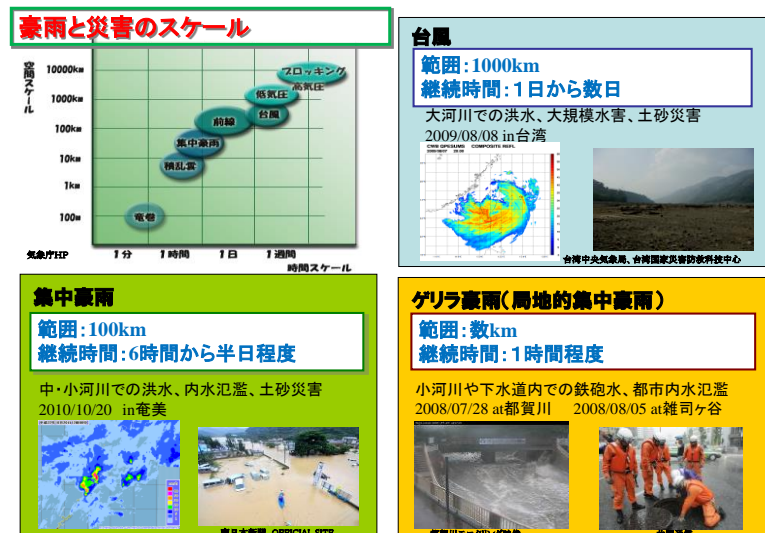 豪雨と災害のスケール
空間スケール
10000km
1000km
100km
10km
1km
100m
ブロッキング
高気圧
低気圧
台風
前線
集中豪雨
積乱雲
竜巻
気象庁HP
1分
1時間
1日
1週間
時間スケール
台風
範囲:1000km
継続時間:1日から数日
大河川での洪水、大規模水害、土砂災害
2009/08/08 in台湾
CWB QPESUMS COMPOSITE REFL
台湾中央気象局、台湾国家災害防救科技中心
集中豪雨
範囲:100km
継続時間:6時間から半日程度
中・小河川での洪水、内水氾濫、土砂災害
2010/10/20 in奄美
南日本新聞 OFFICIAL SITE
ゲリラ豪雨(局地的集中豪雨)
範囲:数km
継続時間:1時間程度
小河川や下水道内での鉄砲水、都市内水氾濫
2008/07/28 at都賀川 2008/08/05 at雑司ヶ谷